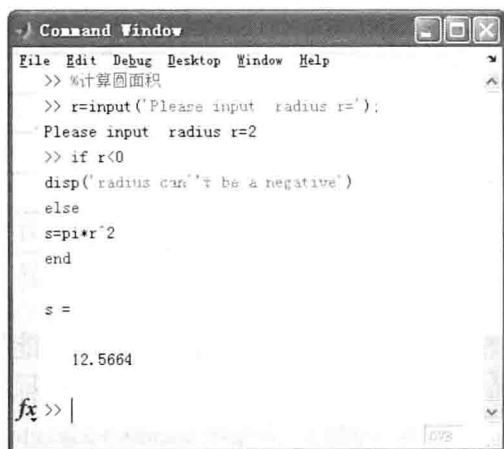 Command Window
File Edit Debug Desktop Window Help
>> %计算圆面积
>> r=input('Please input radius r=');
Please input radius r=2
>> if r<0
disp('radius can''t be a negative')
else
s=pi*r^2
end
s =
12.5664
fx >>
OVR